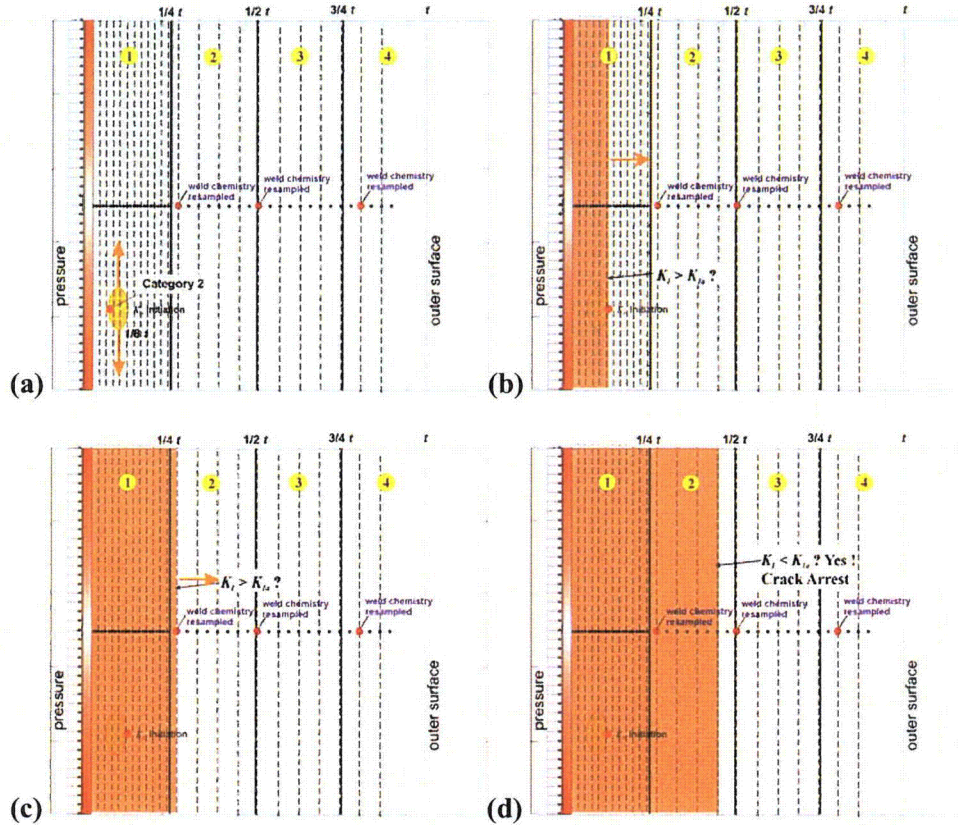 1/4 t 1/2 t 3/4 t t
1 2 3 4
weld chemistry
resampled
weld chemistry
resampled
weld chemistry
resampled
pressure
Category 2
Initiation
1/8 t
outer surface
(a)
1/4 t 1/2 t 3/4 t t
1 2 3 4
weld chemistry
resampled
weld chemistry
resampled
weld chemistry
resampled
pressure
K_I > K_Ia ?
Initiation
outer surface
(b)
1/4 t 1/2 t 3/4 t t
1 2 3 4
K_I > K_Ia ?
weld chemistry
resampled
weld chemistry
resampled
weld chemistry
resampled
pressure
Initiation
outer surface
(c)
1/4 t 1/2 t 3/4 t t
1 2 3 4
K_I < K_Ia ? Yes !
Crack Arrest
weld chemistry
resampled
weld chemistry
resampled
weld chemistry
resampled
pressure
Initiation
outer surface
(d)